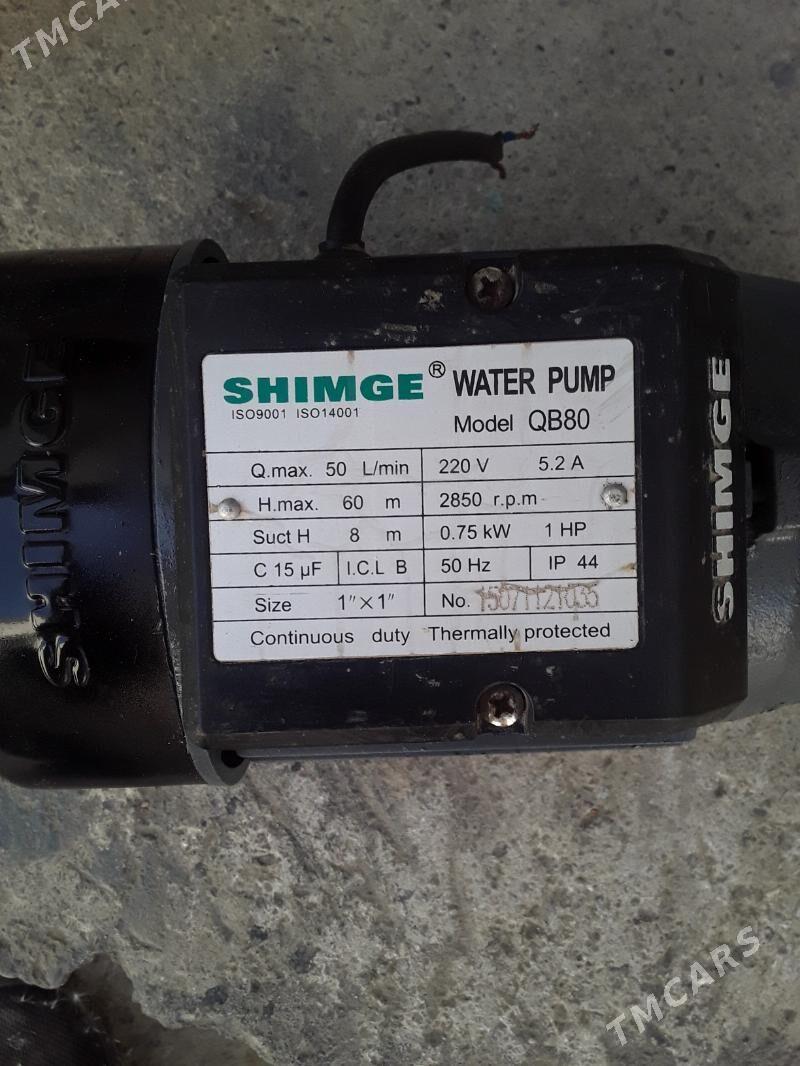 TMCARS
SHIMGE
SHIMGE® WATER PUMP
ISO9001 ISO14001
Model QB80
Q.max. 50 L/min 220 V 5.2 A
H.max. 60 m 2850 r.p.m
Suct H 8 m 0.75 kW 1 HP
C 15 µF I.C.L B 50 Hz IP 44
Size 1"×1" No. 15071121035
Continuous duty Thermally protected
SHIMGE
TMCARS